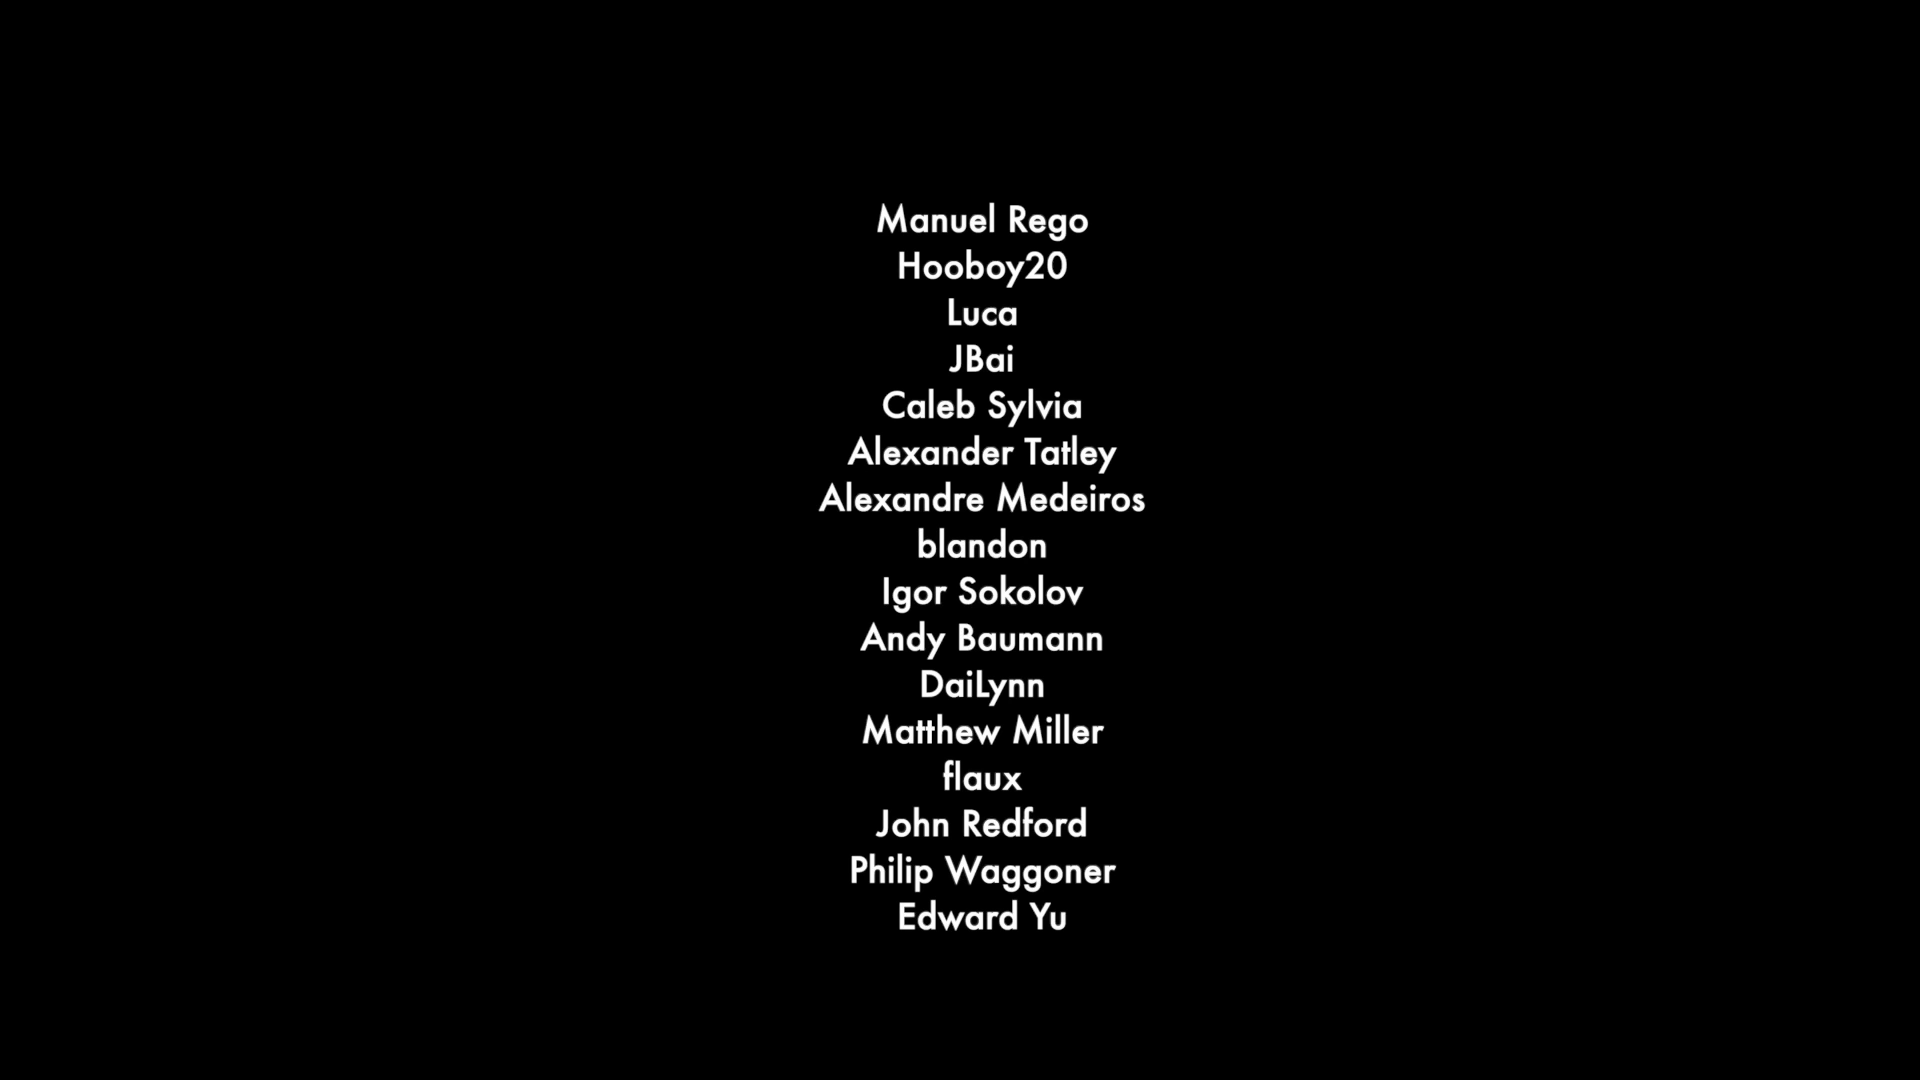 Manuel Rego
Hooboy20
Luca
JBai
Caleb Sylvia
Alexander Tatley
Alexandre Medeiros
blandon
Igor Sokolov
Andy Baumann
DaiLynn
Matthew Miller
flaux
John Redford
Philip Waggoner
Edward Yu